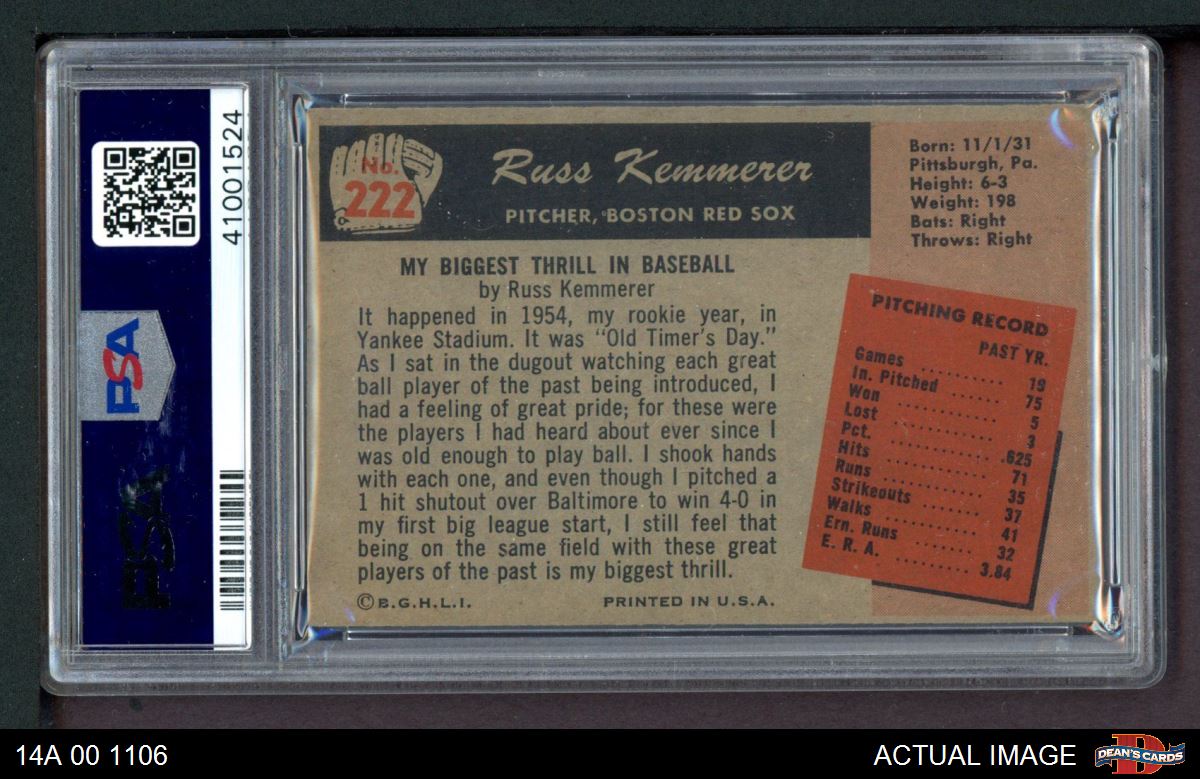 PSA
41001524
PSA
No.
222
Russ Kemmerer
PITCHER, BOSTON RED SOX
MY BIGGEST THRILL IN BASEBALL
by Russ Kemmerer
It happened in 1954, my rookie year, in
Yankee Stadium. It was “Old Timer's Day.”
As I sat in the dugout watching each great
ball player of the past being introduced, I
had a feeling of great pride; for these were
the players I had heard about ever since I
was old enough to play ball. I shook hands
with each one, and even though I pitched a
1 hit shutout over Baltimore to win 4-0 in
my first big league start, I still feel that
being on the same field with these great
players of the past is my biggest thrill.
© B.G.H.L.I. PRINTED IN U.S.A.
Born: 11/1/31
Pittsburgh, Pa.
Height: 6-3
Weight: 198
Bats: Right
Throws: Right
PITCHING RECORD
PAST YR.
Games .......... 19
In. Pitched ........ 75
Won .......... 5
Lost .......... 3
Pct. .......... .625
Hits .......... 71
Runs .......... 35
Strikeouts ....... 37
Walks .......... 41
Ern. Runs ....... 32
E. R. A. ........ 3.84
14A 00 1106
ACTUAL IMAGE
D
DEAN'S CARDS